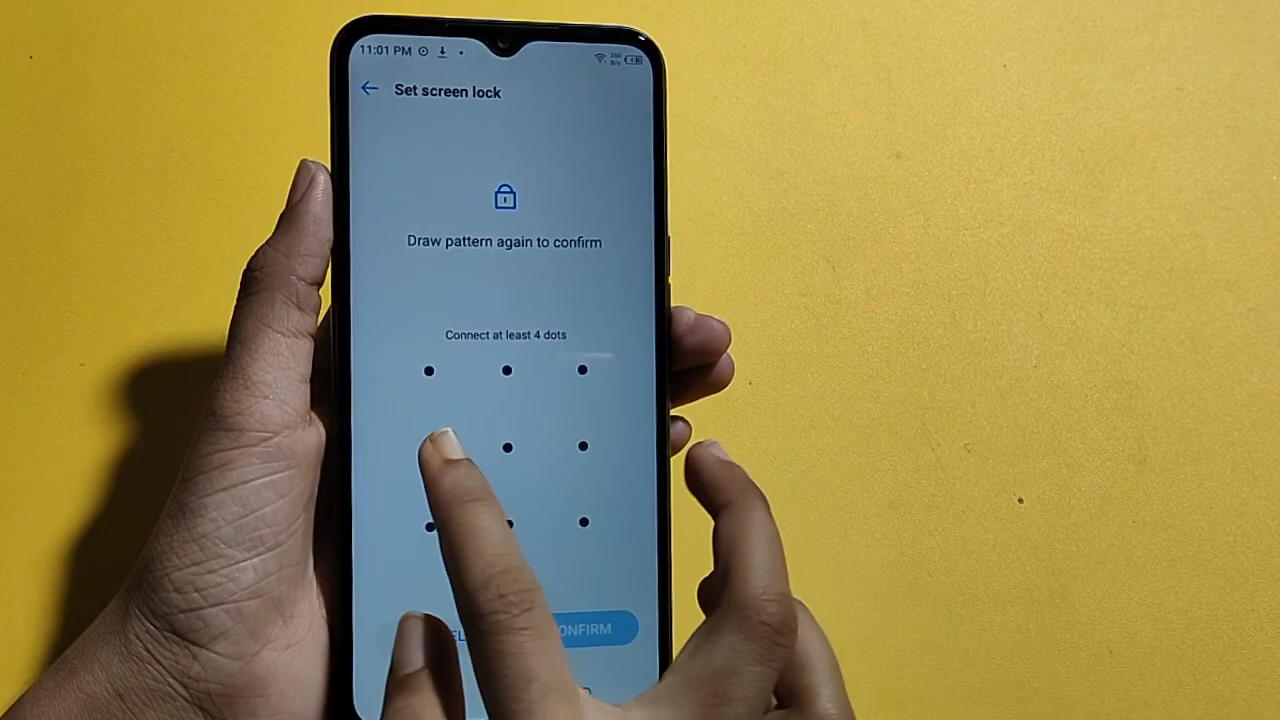 11:01 PM
Set screen lock
Draw pattern again to confirm
Connect at least 4 dots